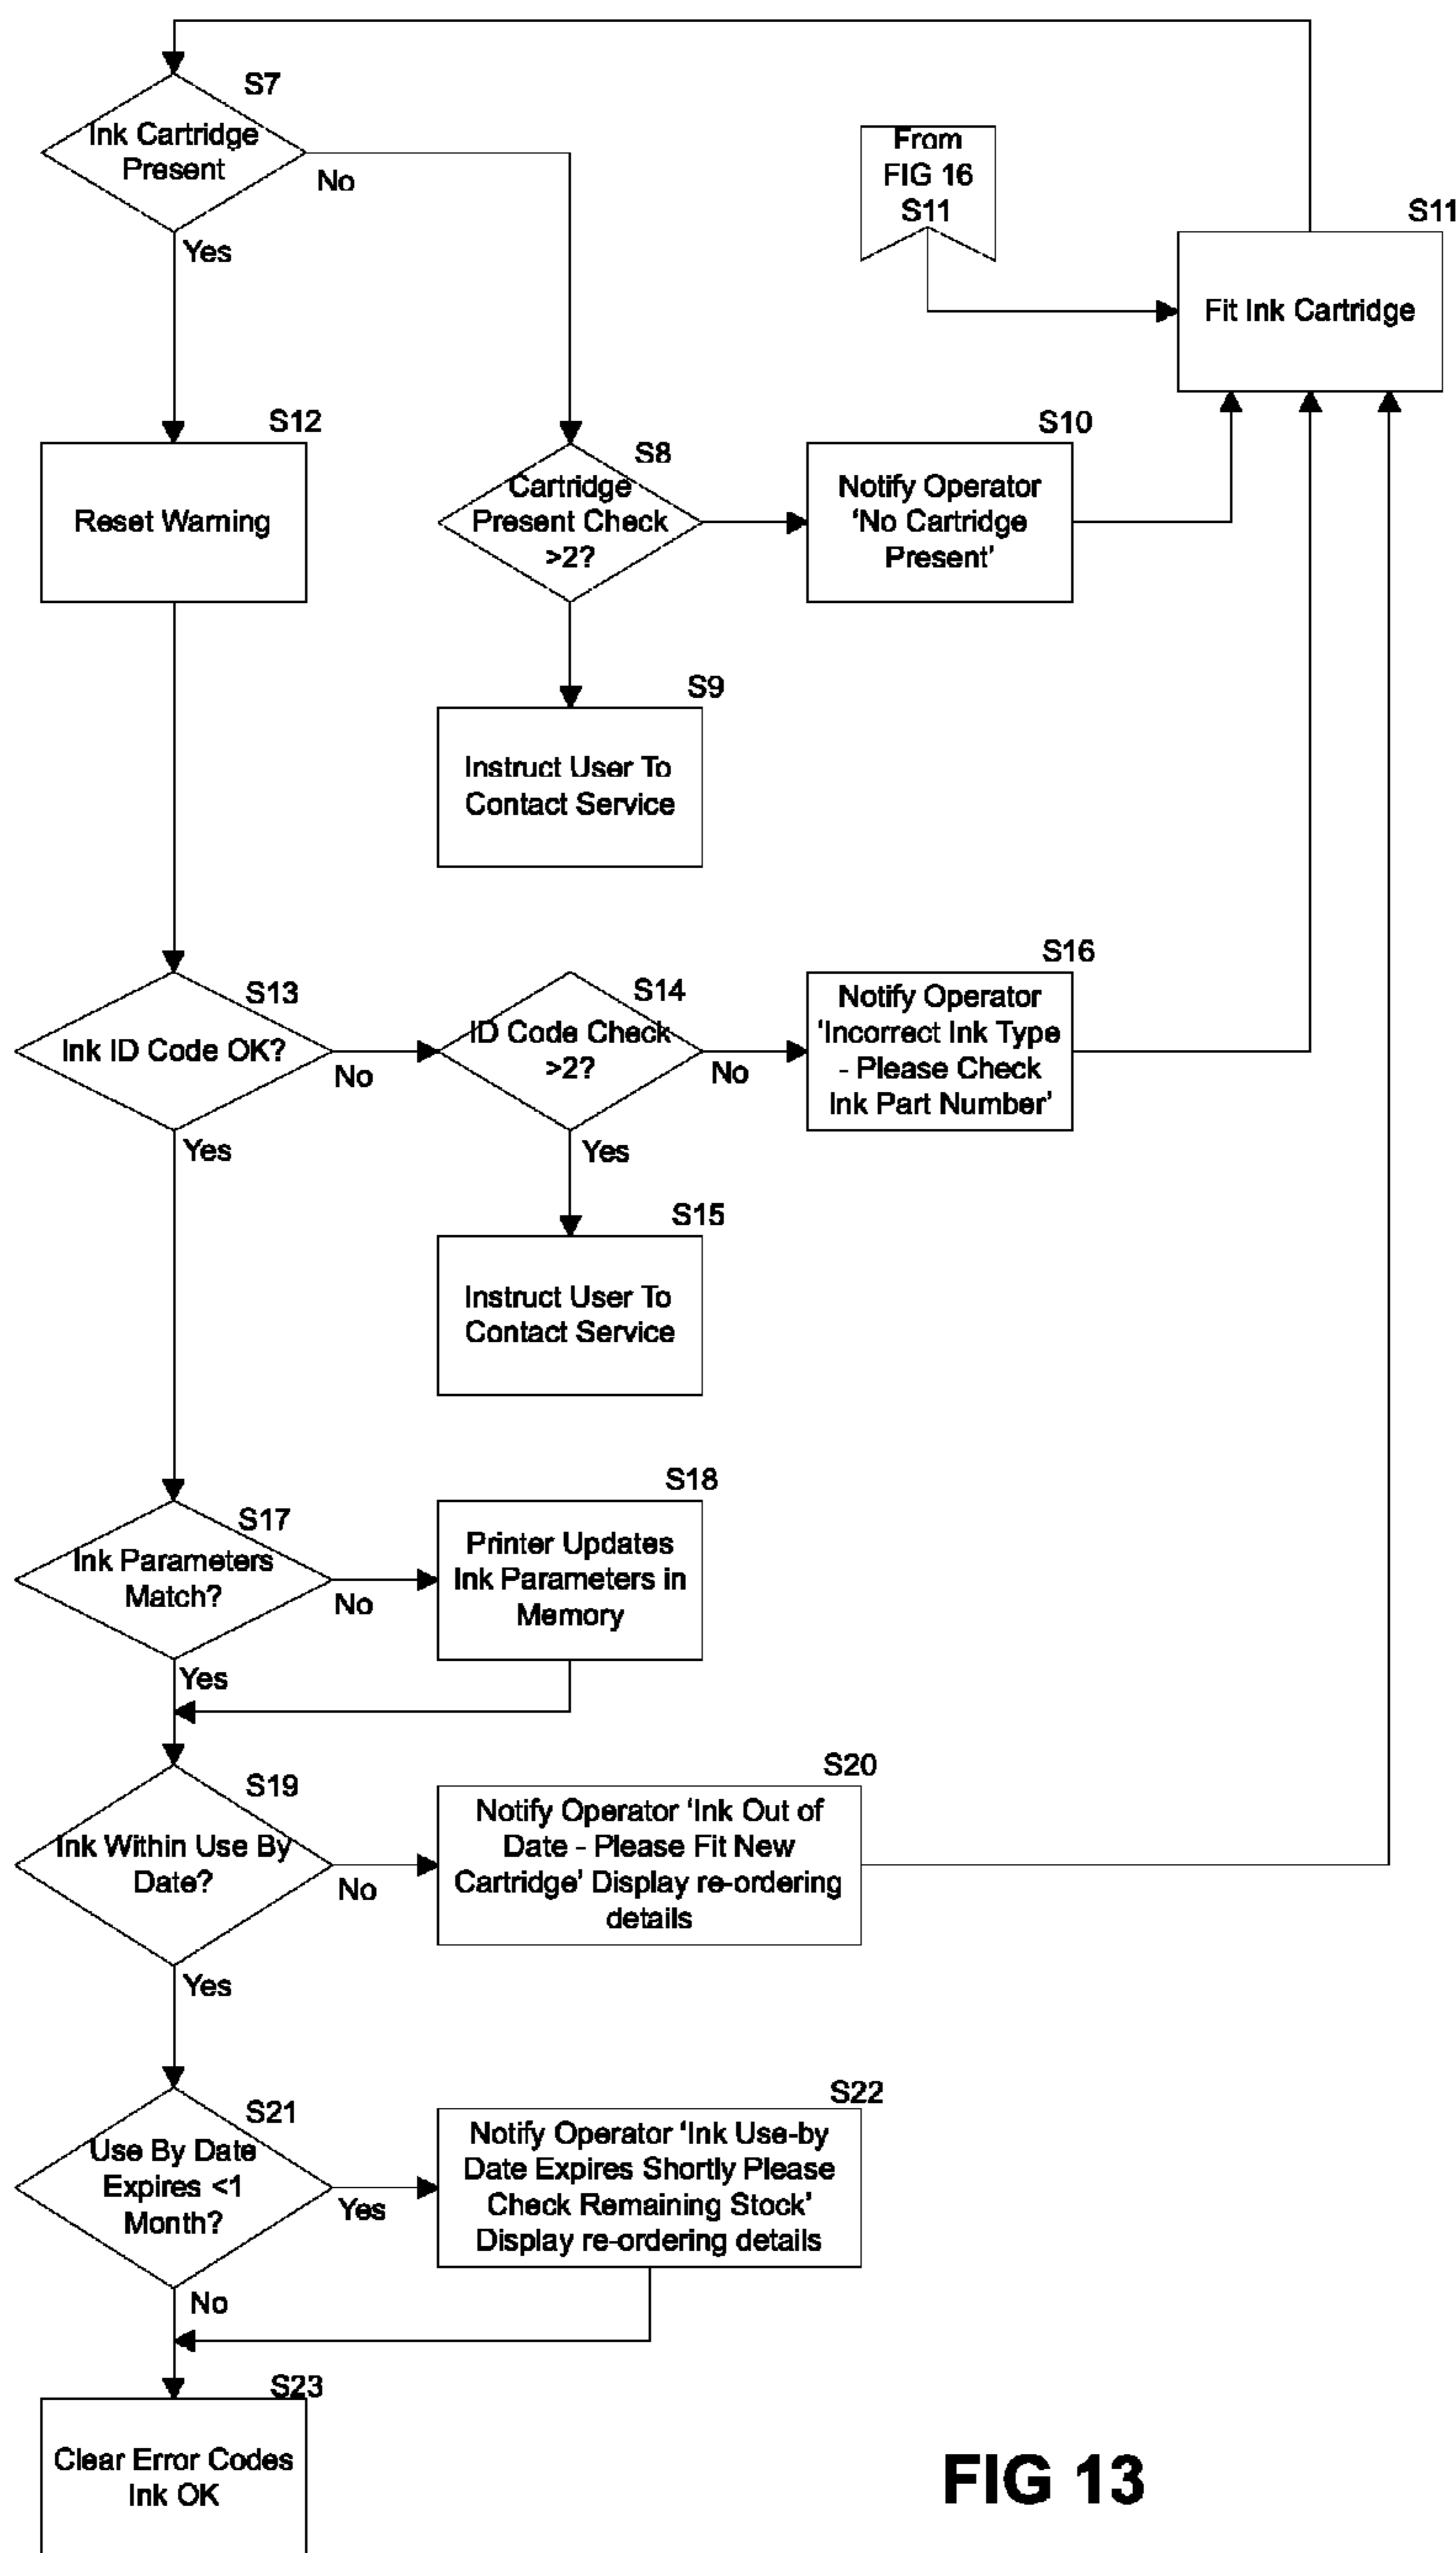 S7
Ink Cartridge
Present
No
Yes
From
FIG 16
S11
S11
Fit Ink Cartridge
S12
Reset Warning
S8
Cartridge
Present Check
>2?
S10
Notify Operator
‘No Cartridge
Present’
S9
Instruct User To
Contact Service
S13
Ink ID Code OK?
No
Yes
S14
ID Code Check
>2?
No
Yes
S16
Notify Operator
‘Incorrect Ink Type
- Please Check
Ink Part Number’
S15
Instruct User To
Contact Service
S17
Ink Parameters
Match?
No
Yes
S18
Printer Updates
Ink Parameters in
Memory
S19
Ink Within Use By
Date?
No
Yes
S20
Notify Operator ‘Ink Out of
Date - Please Fit New
Cartridge’ Display re-ordering
details
S21
Use By Date
Expires <1
Month?
Yes
No
S22
Notify Operator ‘Ink Use-by
Date Expires Shortly Please
Check Remaining Stock’
Display re-ordering details
S23
Clear Error Codes
Ink OK
FIG 13